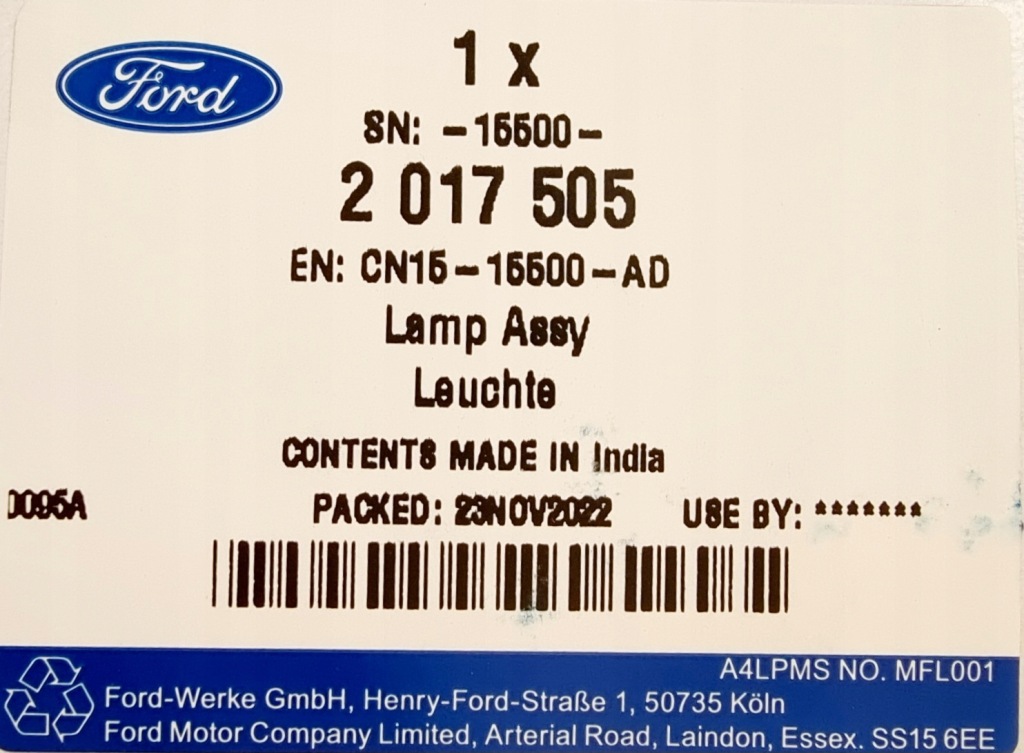 Ford
1 x
SN: -15500-
2 017 505
EN: CN15-15500-AD
Lamp Assy
Leuchte
CONTENTS MADE IN India
0095A PACKED: 23NOV2022 USE BY: *******
A4LPMS NO. MFL001
Ford-Werke GmbH, Henry-Ford-Straße 1, 50735 Köln
Ford Motor Company Limited, Arterial Road, Laindon, Essex. SS15 6EE